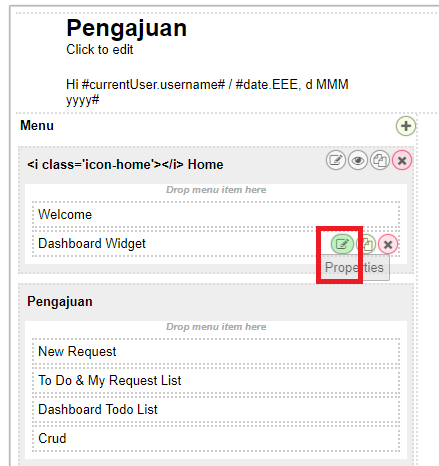 Pengajuan
Click to edit
Hi #currentUser.username# / #date.EEE, d MMM
yyyy#
Menu
<i class='icon-home'></i> Home
Drop menu item here
Welcome
Dashboard Widget
Properties
Pengajuan
Drop menu item here
New Request
To Do & My Request List
Dashboard Todo List
Crud